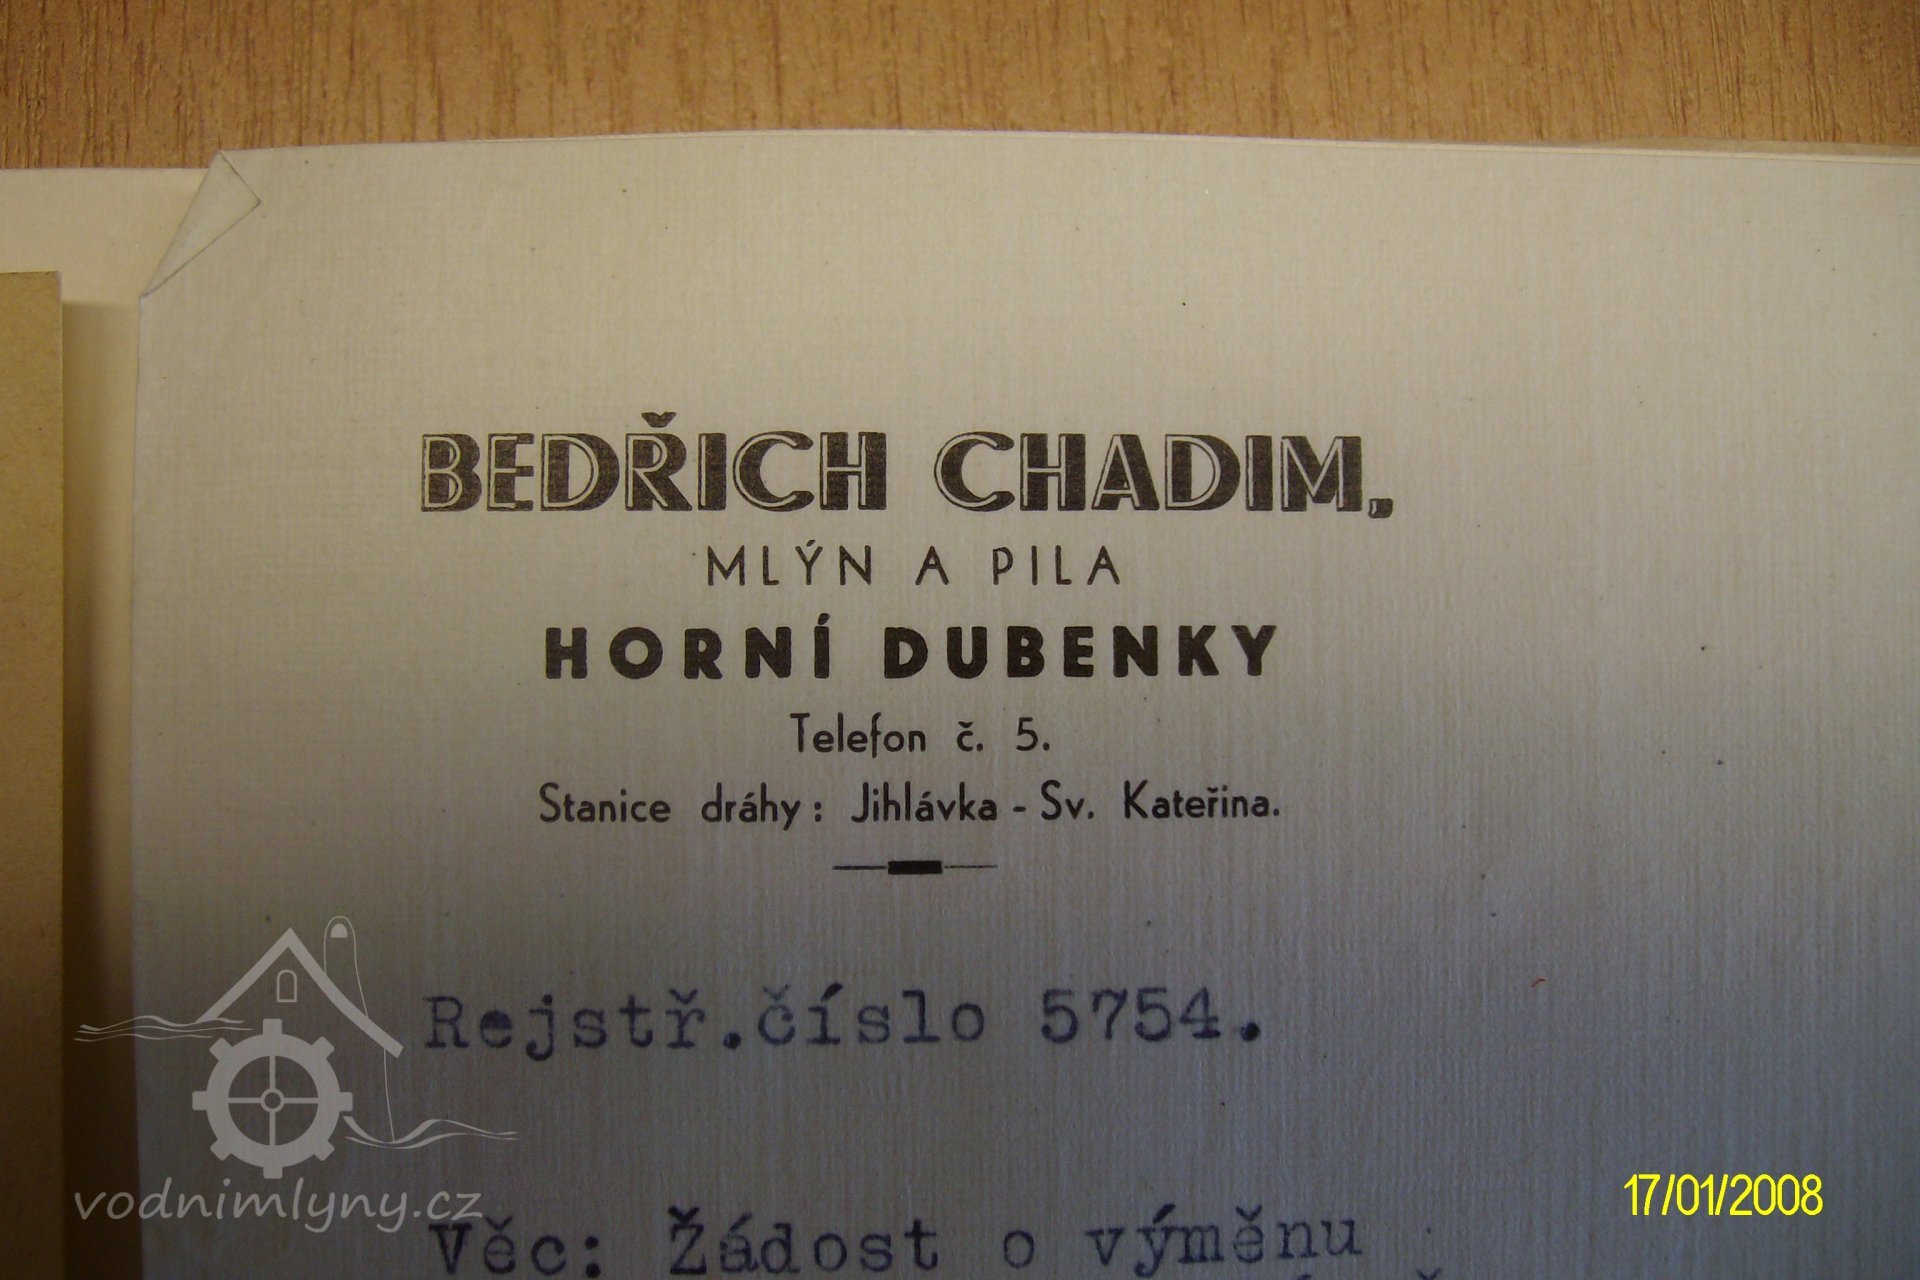 BEDŘICH CHADIM,
MLÝN A PILA
HORNÍ DUBENKY
Telefon č. 5.
Stanice dráhy: Jihlávka - Sv. Kateřina.
Rejstř.číslo 5754.
vodnimlyny.cz
17/01/2008
Věc: Žádost o výměnu